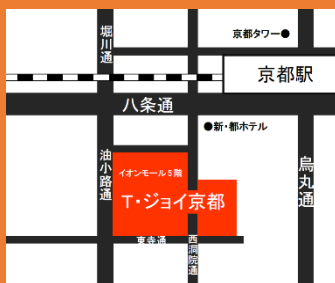 堀川通
京都タワー●
京都駅
八条通
●新・都ホテル
油小路通
イオンモール5階
T・ジョイ京都
烏丸通
東寺通
西洞院通